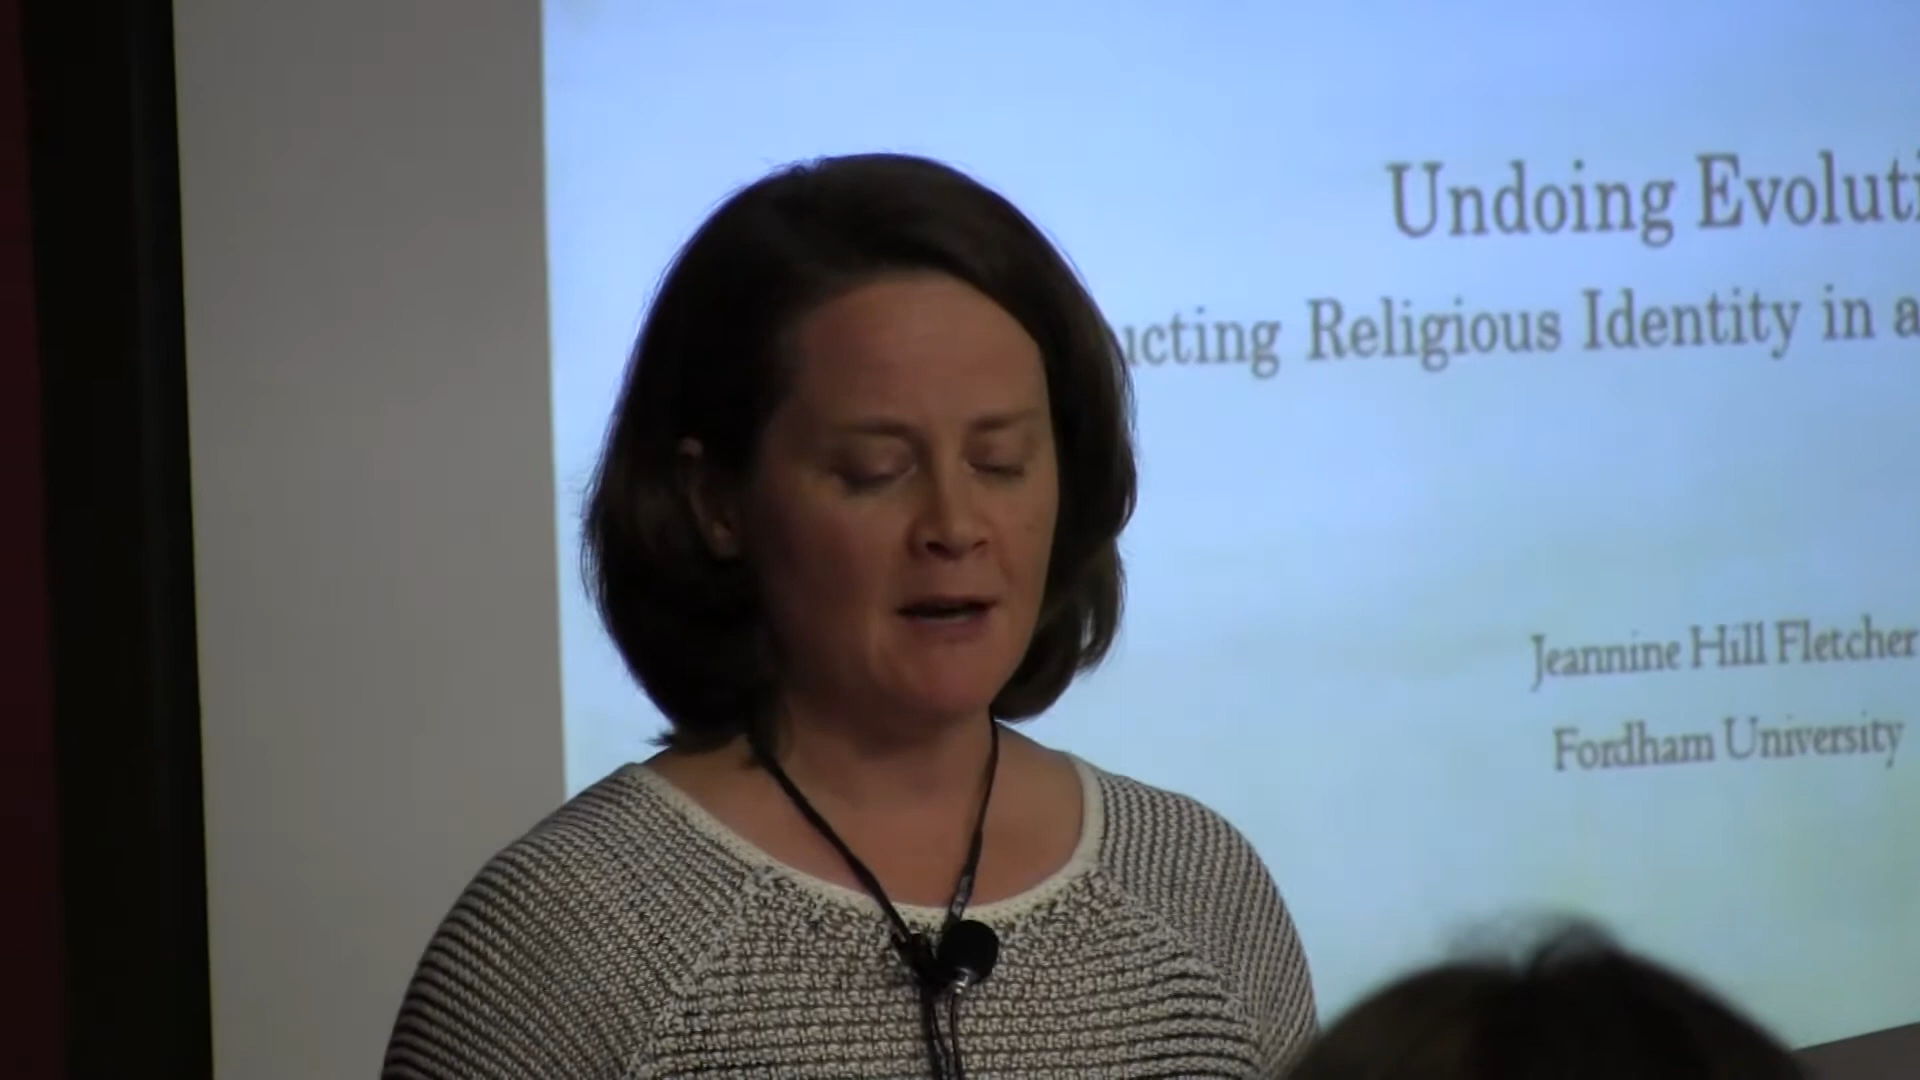 Undoing Evoluti
ucting Religious Identity in a
Jeannine Hill Fletcher
Fordham University